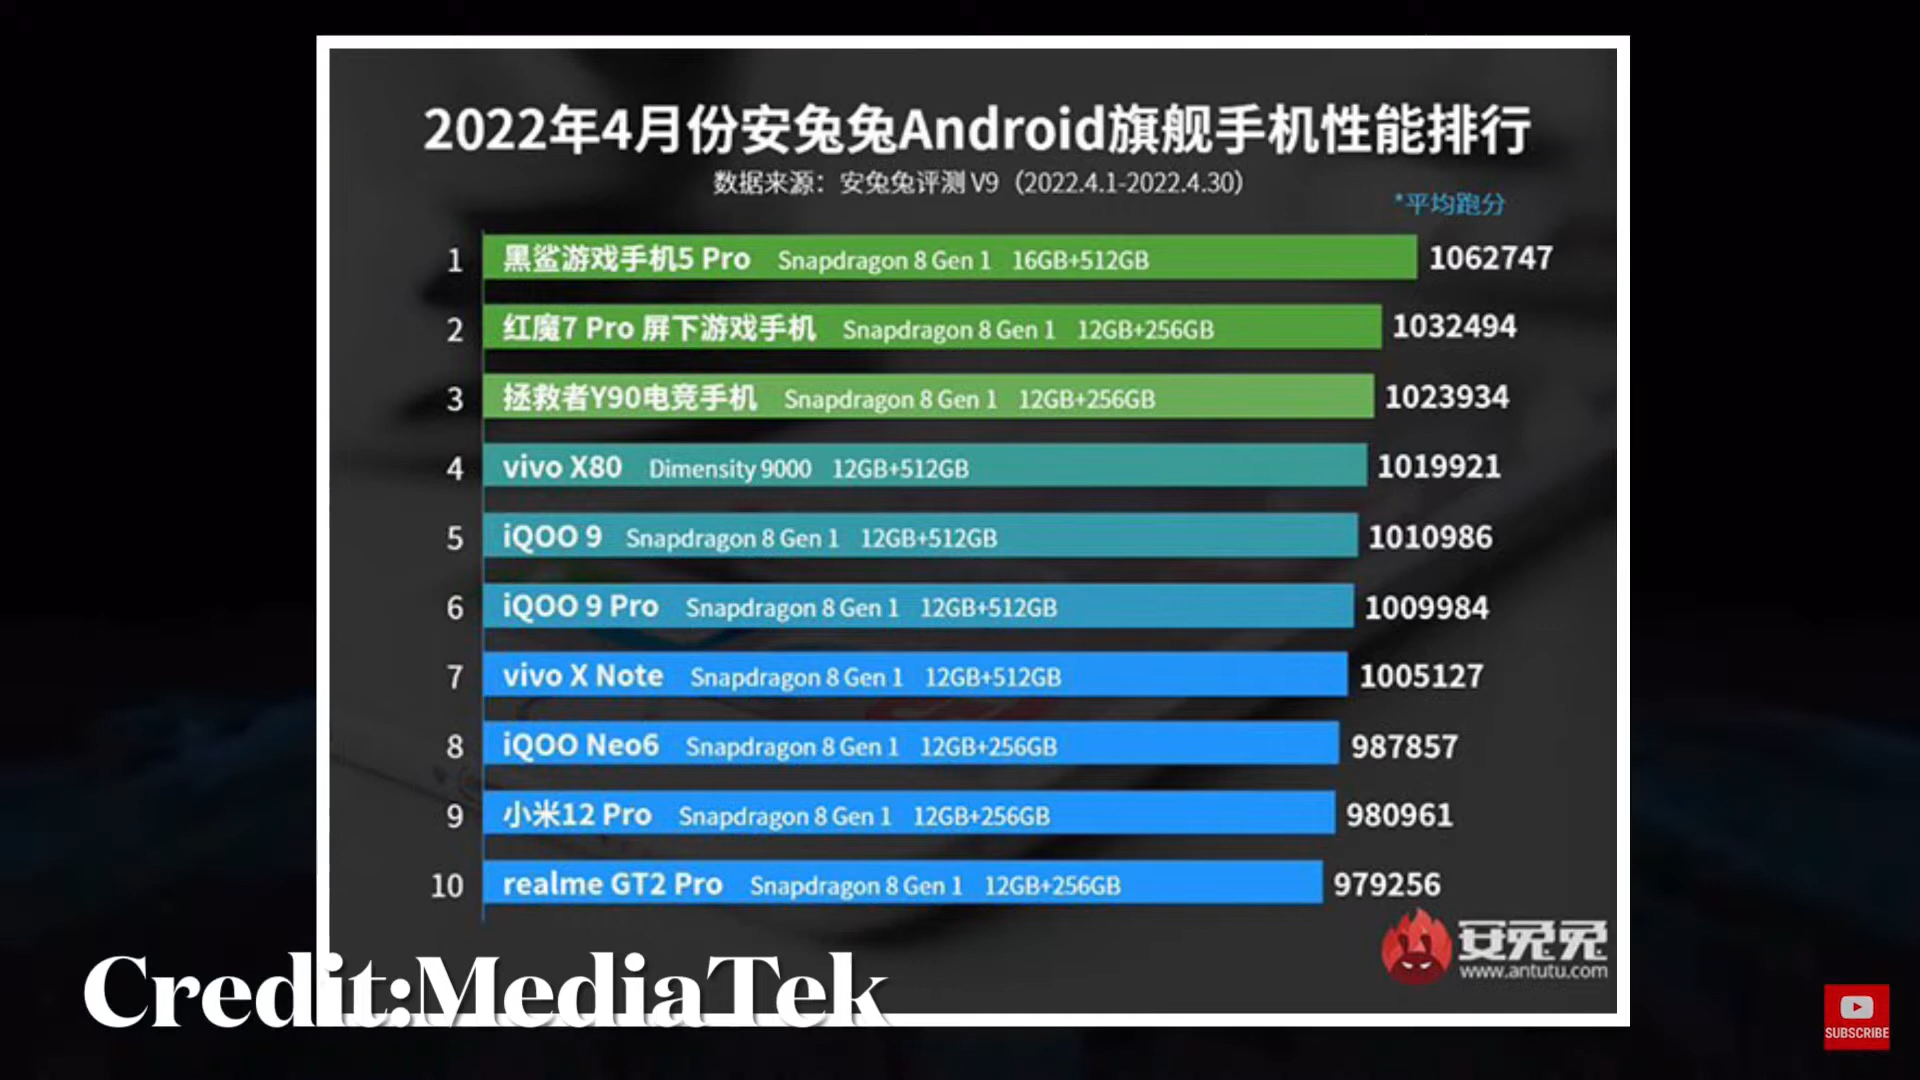 2022年4月份安兔兔Android旗舰手机性能排行
数据来源：安兔兔评测 V9（2022.4.1-2022.4.30）
*平均跑分
1 黑鲨游戏手机5 Pro Snapdragon 8 Gen 1 16GB+512GB 1062747
2 红魔7 Pro 屏下游戏手机 Snapdragon 8 Gen 1 12GB+256GB 1032494
3 拯救者Y90电竞手机 Snapdragon 8 Gen 1 12GB+256GB 1023934
4 vivo X80 Dimensity 9000 12GB+512GB 1019921
5 iQOO 9 Snapdragon 8 Gen 1 12GB+512GB 1010986
6 iQOO 9 Pro Snapdragon 8 Gen 1 12GB+512GB 1009984
7 vivo X Note Snapdragon 8 Gen 1 12GB+512GB 1005127
8 iQOO Neo6 Snapdragon 8 Gen 1 12GB+256GB 987857
9 小米12 Pro Snapdragon 8 Gen 1 12GB+256GB 980961
10 realme GT2 Pro Snapdragon 8 Gen 1 12GB+256GB 979256
安兔兔
www.antutu.com
Credit:MediaTek
SUBSCRIBE